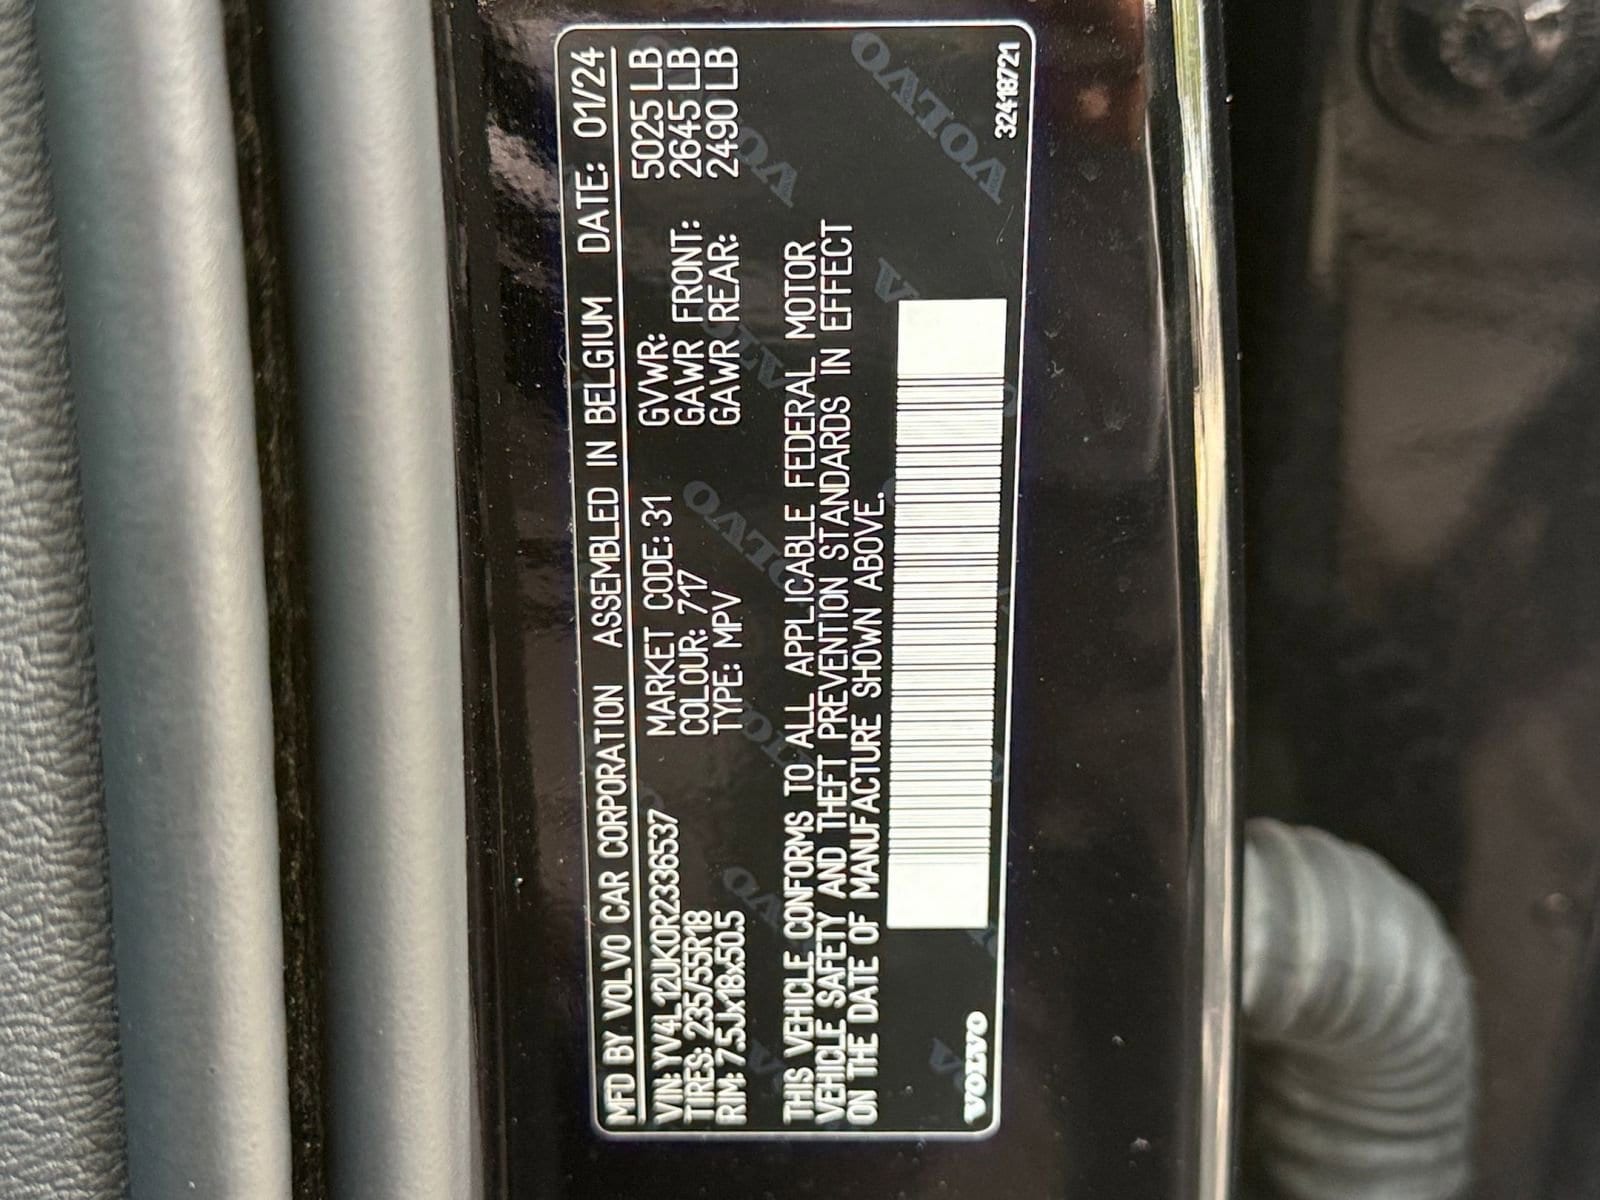 MFD BY VOLVO CAR CORPORATION ASSEMBLED IN BELGIUM DATE: 01/24
VIN: YV4L12UK0R2336537 MARKET CODE: 31 GVWR: 5025 LB
TIRES: 235/55R18 COLOUR: 717 GAWR FRONT: 2645 LB
RIM: 7.5Jx18x50.5 TYPE: MPV GAWR REAR: 2490 LB
THIS VEHICLE CONFORMS TO ALL APPLICABLE FEDERAL MOTOR
VEHICLE SAFETY AND THEFT PREVENTION STANDARDS IN EFFECT
ON THE DATE OF MANUFACTURE SHOWN ABOVE.
VOLVO 32418721